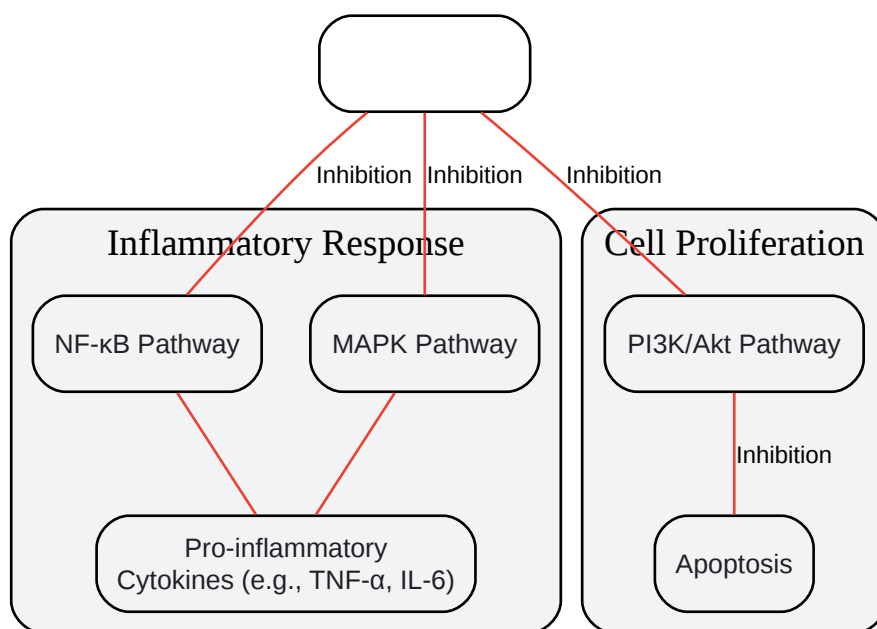 Inhibition
Inhibition
Inhibition
Inflammatory Response
Cell Proliferation
NF-κB Pathway
MAPK Pathway
PI3K/Akt Pathway
Inhibition
Pro-inflammatory
Cytokines (e.g., TNF-α, IL-6)
Apoptosis